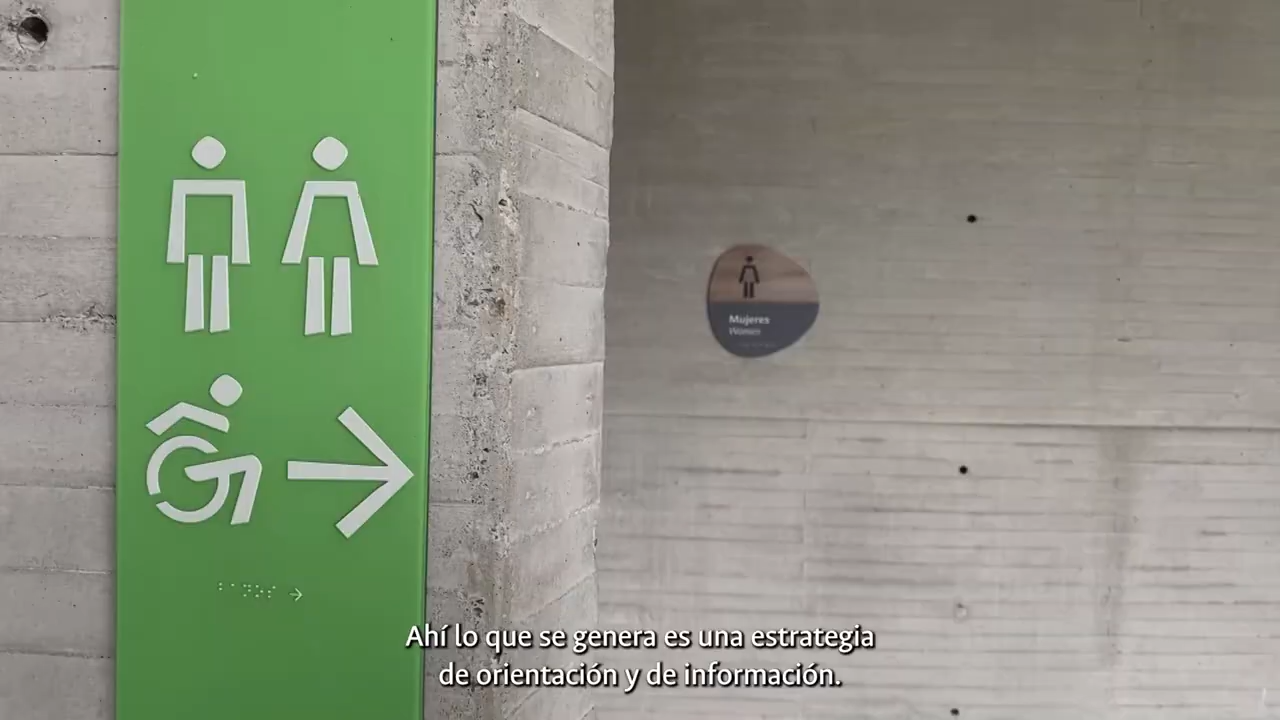 Mujeres
Women
Ahí lo que se genera es una estrategia
de orientación y de información.